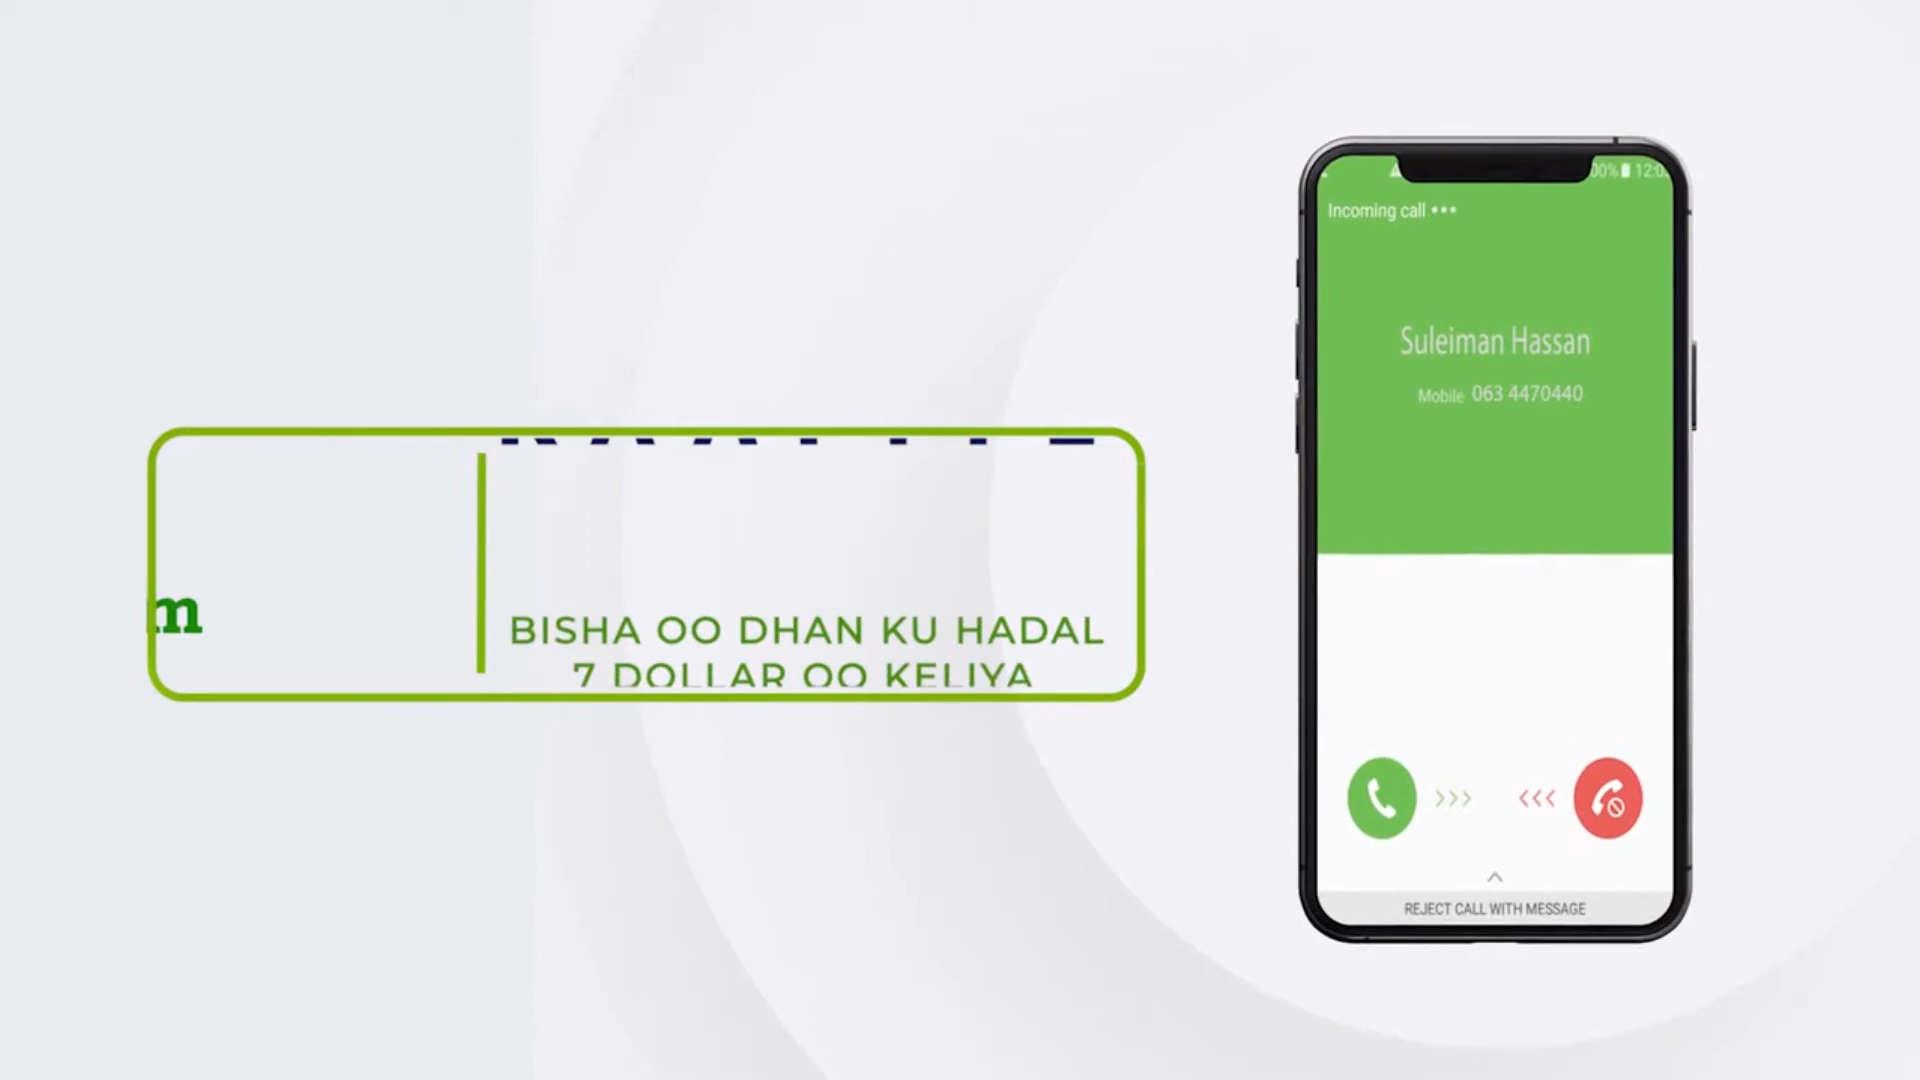 m
BISHA OO DHAN KU HADAL
7 DOLLAR OO KELIYA
Incoming call •••
Suleiman Hassan
Mobile 063 4470440
REJECT CALL WITH MESSAGE